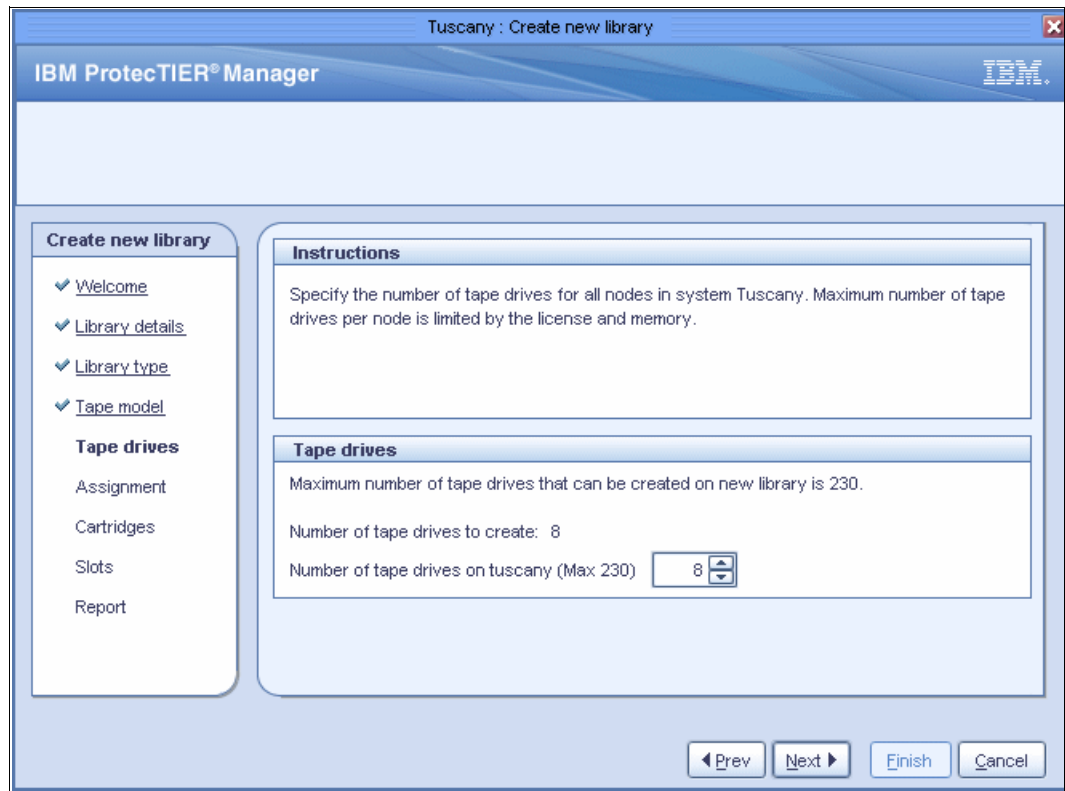 Tuscany : Create new library
IBM ProtecTIER® Manager
IBM.
Create new library
Welcome
Library details
Library type
Tape model
Tape drives
Assignment
Cartridges
Slots
Report
Instructions
Specify the number of tape drives for all nodes in system Tuscany. Maximum number of tape
drives per node is limited by the license and memory.
Tape drives
Maximum number of tape drives that can be created on new library is 230.
Number of tape drives to create: 8
Number of tape drives on tuscany (Max 230) 8
Prev Next Finish Cancel